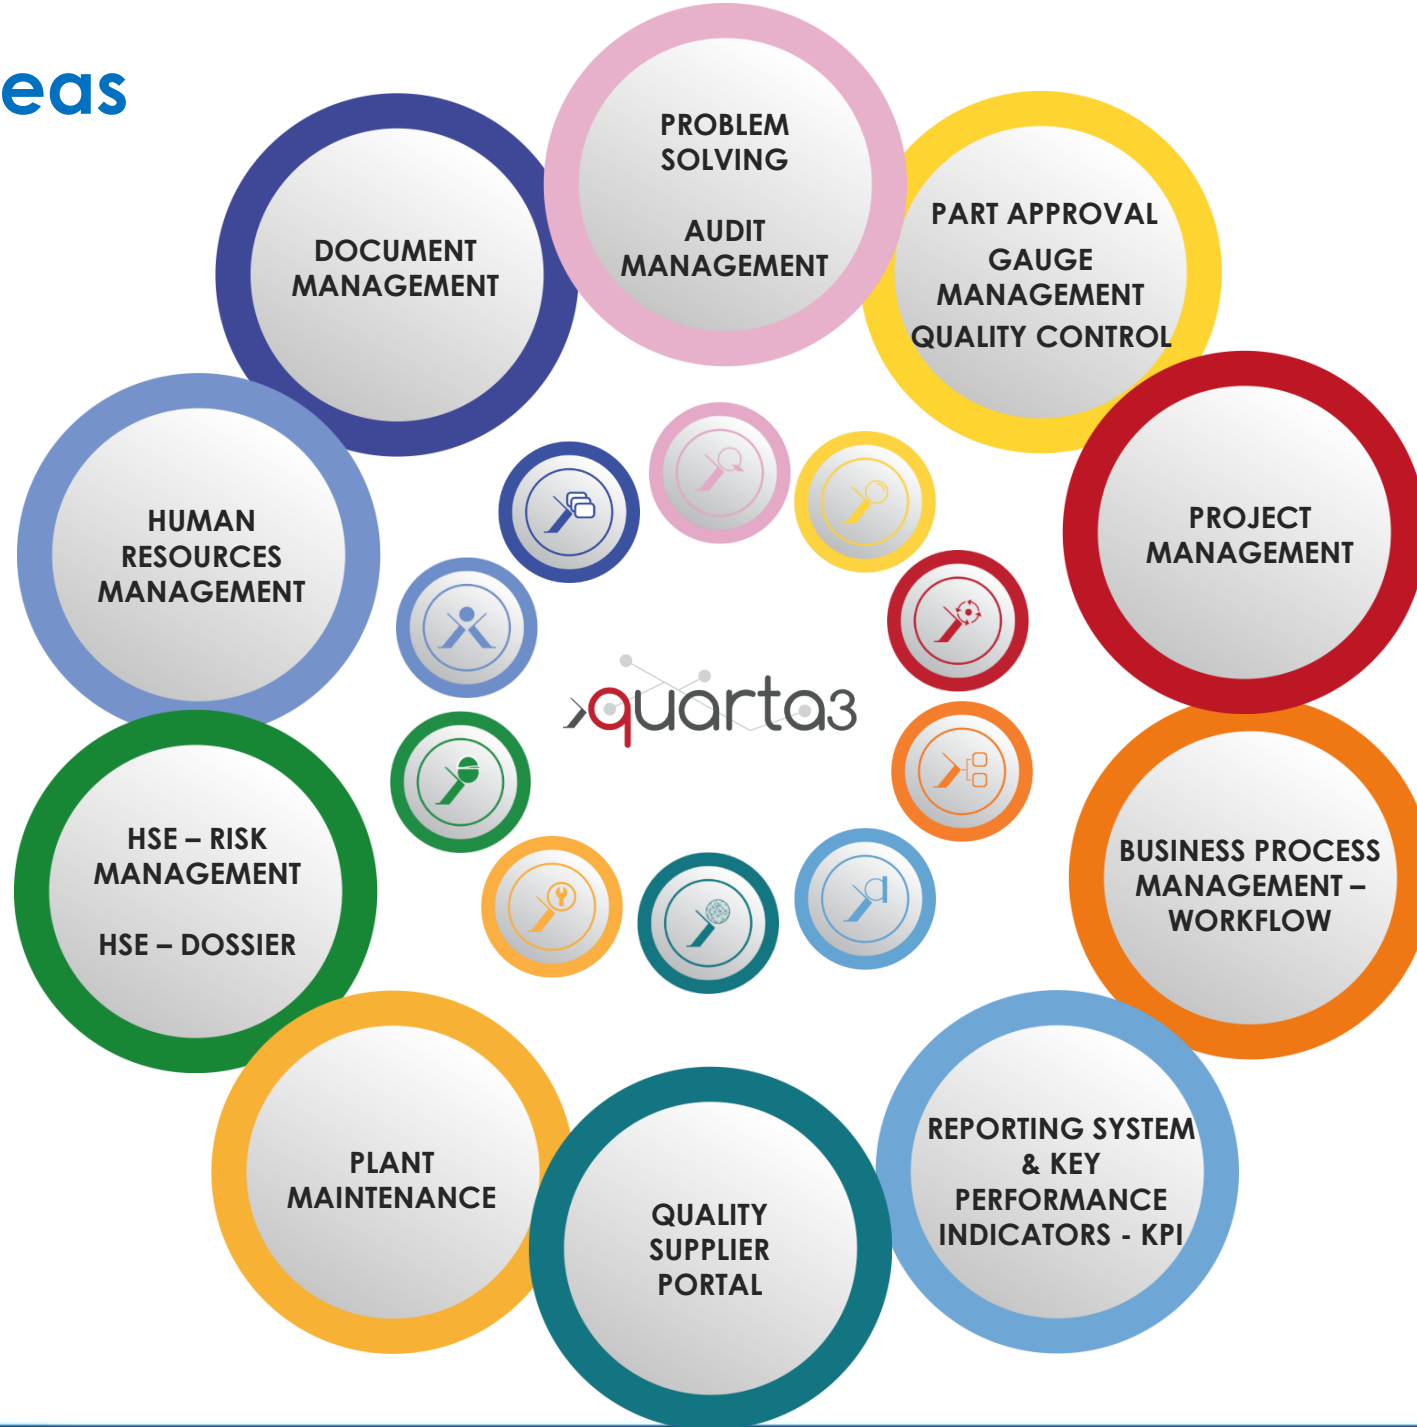 eas
PROBLEM
SOLVING
AUDIT
MANAGEMENT
PART APPROVAL
GAUGE
MANAGEMENT
QUALITY CONTROL
DOCUMENT
MANAGEMENT
PROJECT
MANAGEMENT
HUMAN
RESOURCES
MANAGEMENT
quarta3
BUSINESS PROCESS
MANAGEMENT –
WORKFLOW
HSE – RISK
MANAGEMENT
HSE – DOSSIER
REPORTING SYSTEM
& KEY
PERFORMANCE
INDICATORS - KPI
PLANT
MAINTENANCE
QUALITY
SUPPLIER
PORTAL